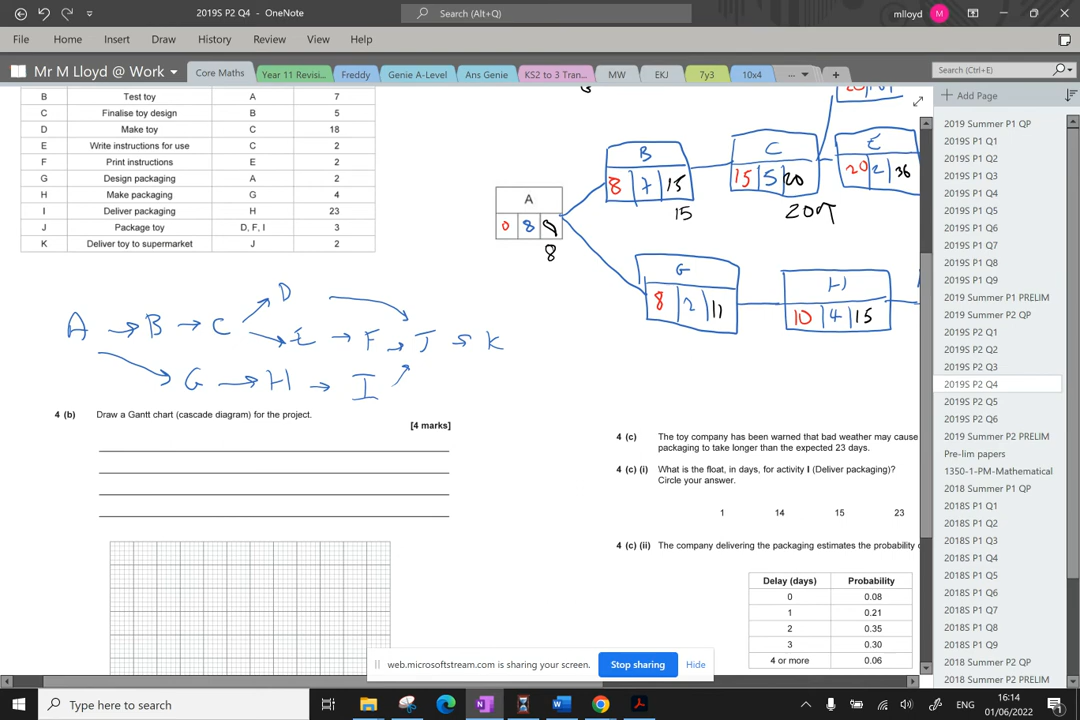 2019S P2 Q4 - OneNote
Search (Alt+Q)
mlloyd
M
File Home Insert Draw History Review View Help
Mr M Lloyd @ Work
Core Maths
Year 11 Revisi...
Freddy
Genie A-Level
Ans Genie
KS2 to 3 Tran...
MW
EKJ
7y3
10x4
...
Search (Ctrl+E)
B Test toy A 7
C Finalise toy design B 5
D Make toy C 18
E Write instructions for use C 2
F Print instructions E 2
G Design packaging A 2
H Make packaging G 4
I Deliver packaging H 23
J Package toy D, F, I 3
K Deliver toy to supermarket J 2
A
0 8
8
B
8 7 15
15
C
15 5 20
E
20 2 36
G
8 2 11
H
10 4 15
A → B → C D
E → F → J → K
G → H → I
4 (b) Draw a Gantt chart (cascade diagram) for the project.
[4 marks]
4 (c) The toy company has been warned that bad weather may cause
packaging to take longer than the expected 23 days.
4 (c) (i) What is the float, in days, for activity I (Deliver packaging)?
Circle your answer.
1 14 15 23
4 (c) (ii) The company delivering the packaging estimates the probability
Delay (days) Probability
0 0.08
1 0.21
2 0.35
3 0.30
4 or more 0.06
Add Page
2019 Summer P1 QP
2019S P1 Q1
2019S P1 Q2
2019S P1 Q3
2019S P1 Q4
2019S P1 Q5
2019S P1 Q6
2019S P1 Q7
2019S P1 Q8
2019S P1 Q9
2019 Summer P1 PRELIM
2019 Summer P2 QP
2019S P2 Q1
2019S P2 Q2
2019S P2 Q3
2019S P2 Q4
2019S P2 Q5
2019S P2 Q6
2019 Summer P2 PRELIM
Pre-lim papers
1350-1-PM-Mathematical
2018 Summer P1 QP
2018S P1 Q1
2018S P1 Q2
2018S P1 Q3
2018S P1 Q4
2018S P1 Q5
2018S P1 Q6
2018S P1 Q7
2018S P1 Q8
2018S P1 Q9
2018 Summer P2 QP
2018 Summer P2 PRELIM
web.microsoftstream.com is sharing your screen.
Stop sharing
Hide
Type here to search
ENG
16:14
01/06/2022